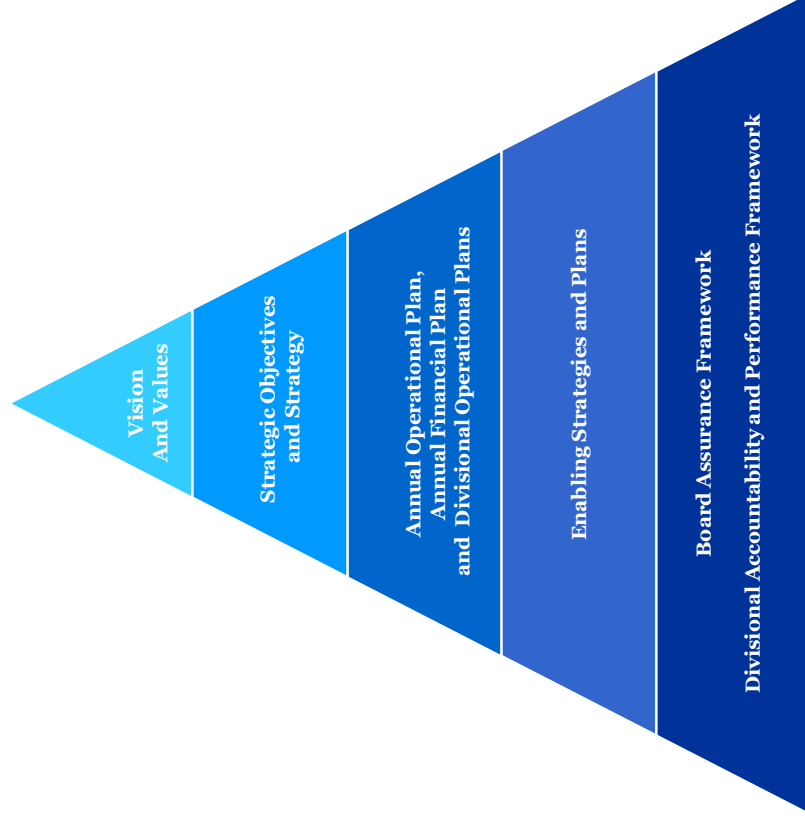 Vision
And Values
Strategic Objectives
and Strategy
Annual Operational Plan,
Annual Financial Plan
and Divisional Operational Plans
Enabling Strategies and Plans
Board Assurance Framework
Divisional Accountability and Performance Framework